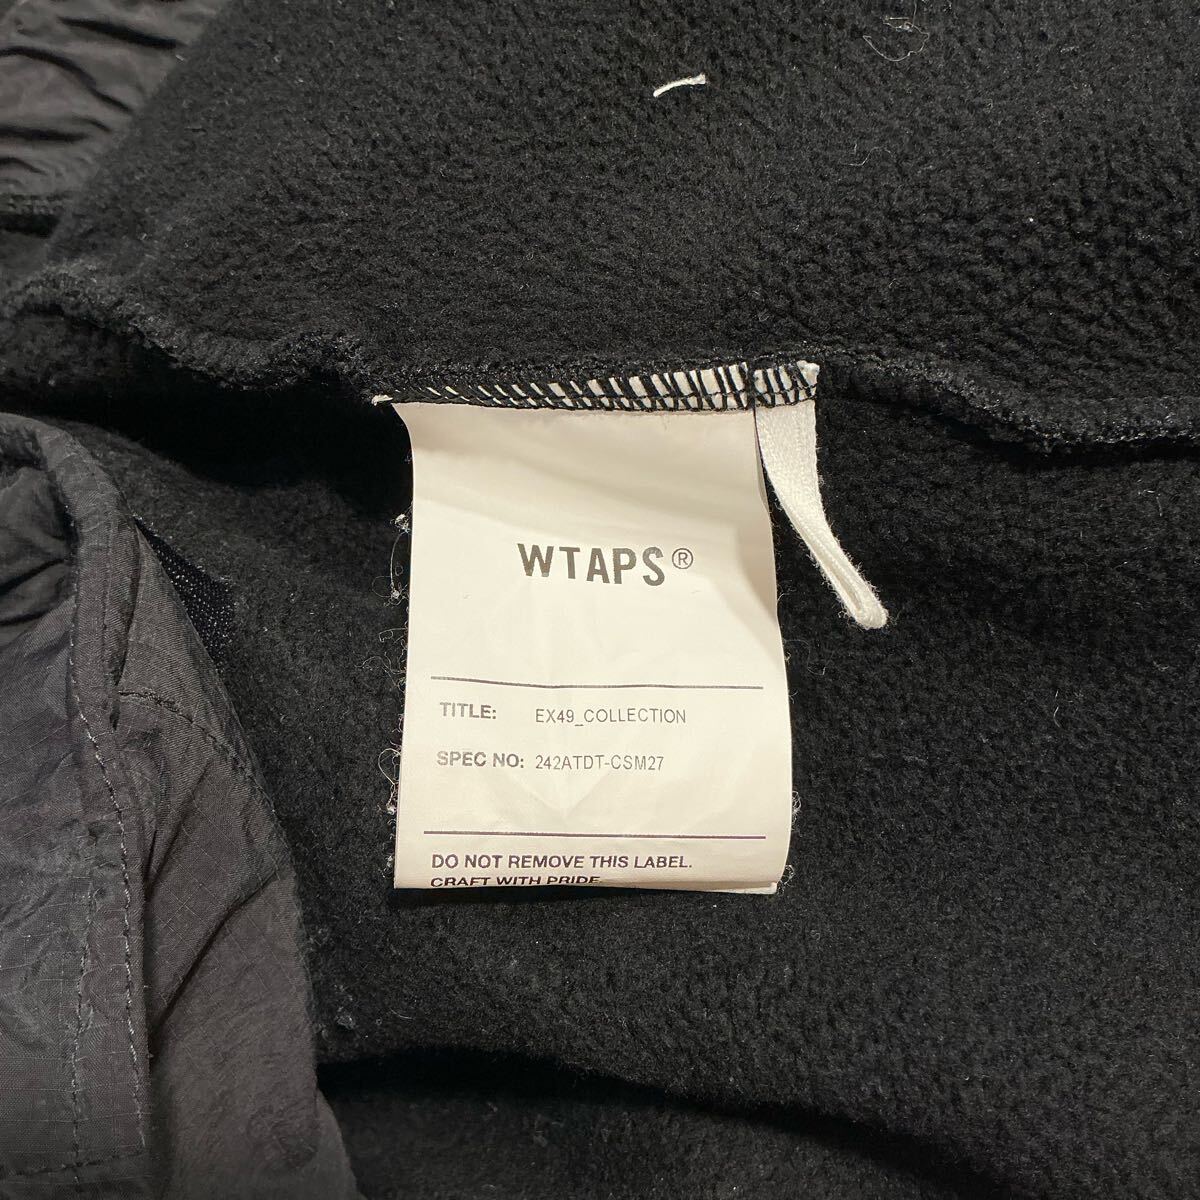 WTAPS®
TITLE: EX49_COLLECTION
SPEC NO: 242ATDT-CSM27
DO NOT REMOVE THIS LABEL.
CRAFT WITH PRIDE.